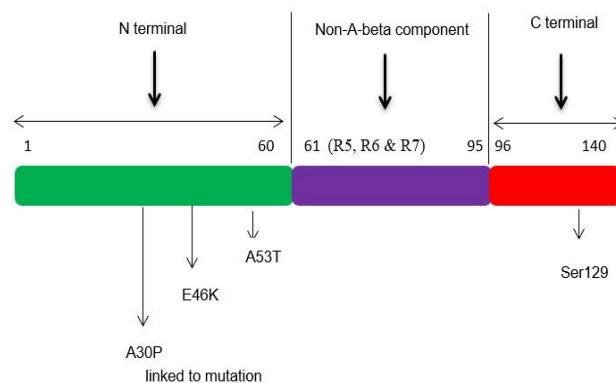 N terminal
Non-A-beta component
C terminal
1
60
61 (R5, R6 & R7)
95
96
140
A53T
E46K
A30P
linked to mutation
Ser129